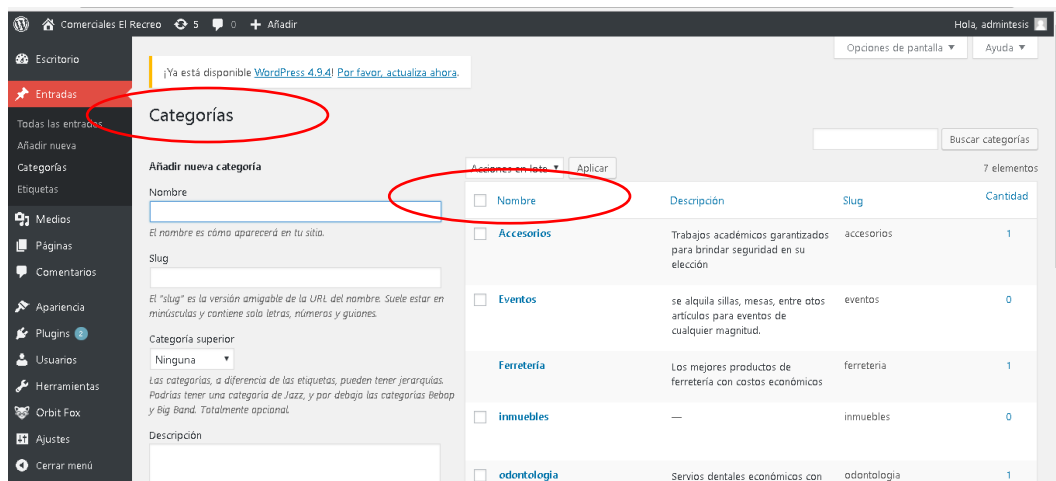 Comerciales El Recreo 5 0 + Añadir Hola, admintesis
Opciones de pantalla ▼ Ayuda ▼
Escritorio
Entradas
Todas las entradas
Añadir nueva
Categorías
Etiquetas
Medios
Páginas
Comentarios
Apariencia
Plugins 2
Usuarios
Herramientas
Orbit Fox
Ajustes
Cerrar menú
¡Ya está disponible WordPress 4.9.4! Por favor, actualiza ahora.
Categorías
Buscar categorías
Añadir nueva categoría
Nombre
El nombre es cómo aparecerá en tu sitio.
Slug
El "slug" es la versión amigable de la URL del nombre. Suele estar en
minúsculas y contiene solo letras, números y guiones.
Categoría superior
Ninguna ▼
Las categorías, a diferencia de las etiquetas, pueden tener jerarquías.
Podrías tener una categoría de Jazz, y por debajo las categorías Bebop
y Big Band. Totalmente opcional.
Descripción
Acciones en lote ▼ Aplicar 7 elementos
Nombre Descripción Slug Cantidad
Accesorios Trabajos académicos garantizados accesorios 1
para brindar seguridad en su
elección
Eventos se alquila sillas, mesas, entre otos eventos 0
artículos para eventos de
cualquier magnitud.
Ferretería Los mejores productos de ferreteria 1
ferretería con costos económicos
inmuebles — inmuebles 0
odontologia Servios dentales económicos con odontologia 1